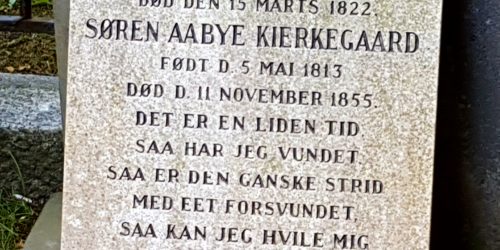 DØD DEN 15 MARTS 1822.
SØREN AABYE KIERKEGAARD
FØDT D. 5 MAI 1813
DØD D. 11 NOVEMBER 1855.
DET ER EN LIDEN TID,
SAA HAR JEG VUNDET,
SAA ER DEN GANSKE STRID
MED EET FORSVUNDET,
SAA KAN JEG HVILE MIG